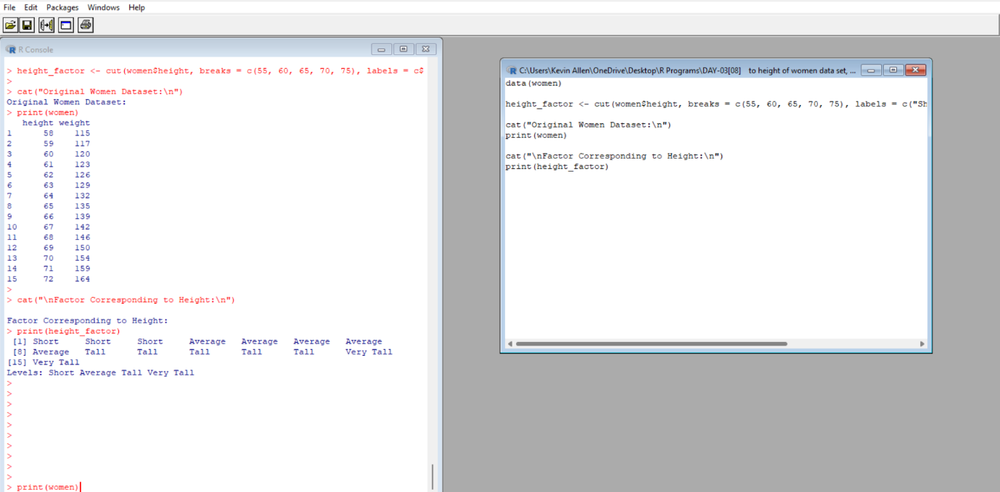 File Edit Packages Windows Help
R Console
> height_factor <- cut(women$height, breaks = c(55, 60, 65, 70, 75), labels = c$
>
> cat("Original Women Dataset:\n")
Original Women Dataset:
> print(women)
   height weight
1      58    115
2      59    117
3      60    120
4      61    123
5      62    126
6      63    129
7      64    132
8      65    135
9      66    139
10     67    142
11     68    146
12     69    150
13     70    154
14     71    159
15     72    164
>
> cat("\nFactor Corresponding to Height:\n")
Factor Corresponding to Height:
> print(height_factor)
 [1] Short     Short     Short     Average   Average   Average   Average
 [8] Average   Tall      Tall      Tall      Tall      Tall      Very Tall
[15] Very Tall
Levels: Short Average Tall Very Tall
>
>
>
>
>
>
>
>
>
>
> print(women)
C:\Users\Kevin Allen\OneDrive\Desktop\R Programs\DAY-03[08] to height of women data set, ...
data(women)
height_factor <- cut(women$height, breaks = c(55, 60, 65, 70, 75), labels = c("Sh
cat("Original Women Dataset:\n")
print(women)
cat("\nFactor Corresponding to Height:\n")
print(height_factor)